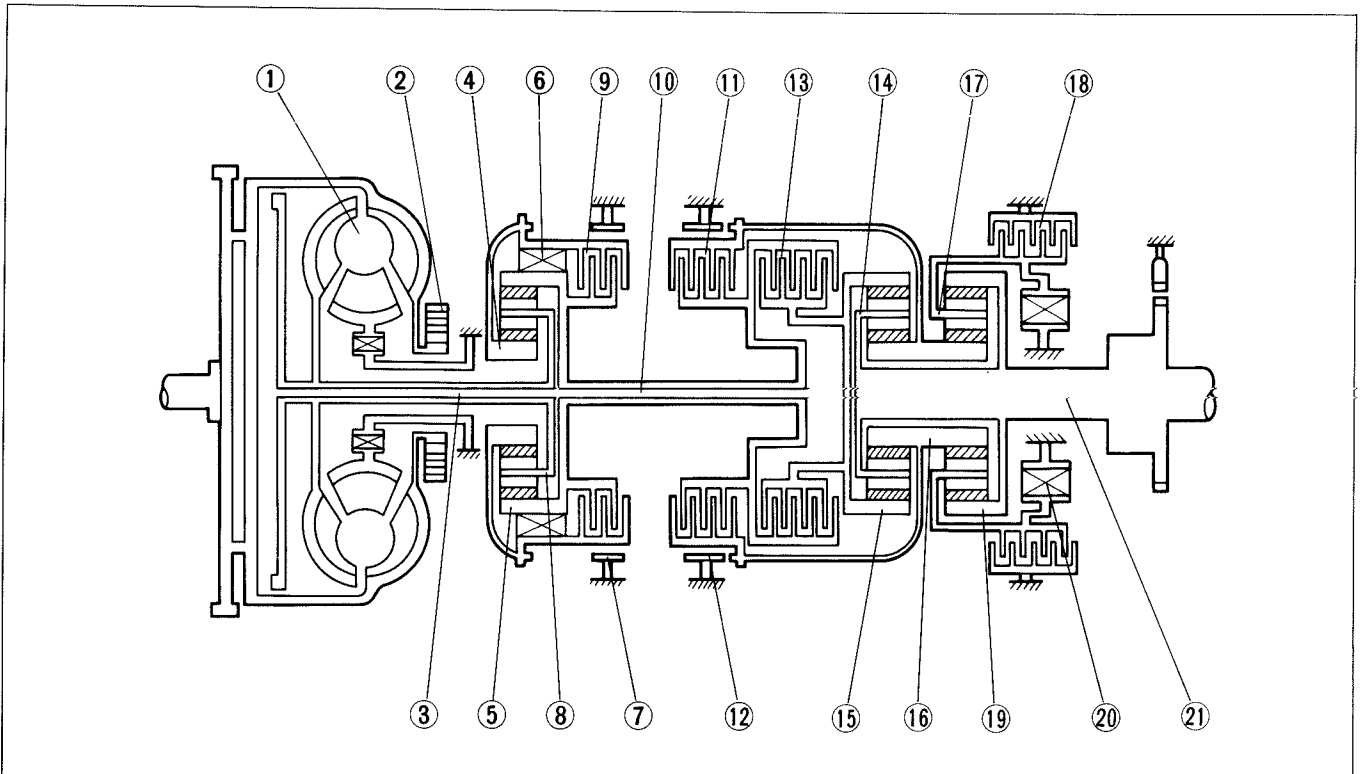 ① ② ④ ⑥ ⑨ ⑩ ⑪ ⑬ ⑭ ⑰ ⑱
③ ⑤ ⑧ ⑦ ⑫ ⑮ ⑯ ⑲ ⑳ ㉑